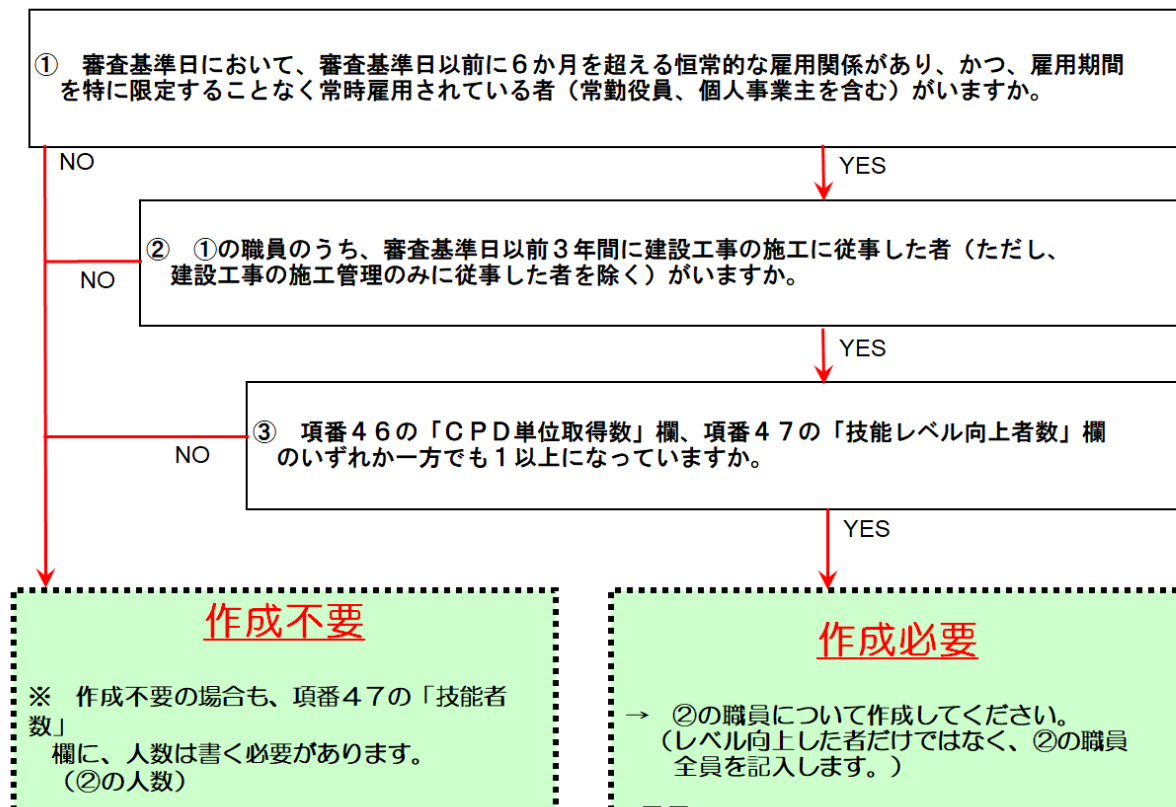 ① 審査基準日において、審査基準日以前に６か月を超える恒常的な雇用関係があり、かつ、雇用期間
を特に限定することなく常時雇用されている者（常勤役員、個人事業主を含む）がいますか。
NO
YES
② ①の職員のうち、審査基準日以前３年間に建設工事の施工に従事した者（ただし、
建設工事の施工管理のみに従事した者を除く）がいますか。
NO
YES
③ 項番４６の「ＣＰＤ単位取得数」欄、項番４７の「技能レベル向上者数」欄
のいずれか一方でも１以上になっていますか。
NO
YES
作成不要
※ 作成不要の場合も、項番４７の「技能者
数」
欄に、人数は書く必要があります。
（②の人数）
作成必要
→ ②の職員について作成してください。
（レベル向上した者だけではなく、②の職員
全員を記入します。）